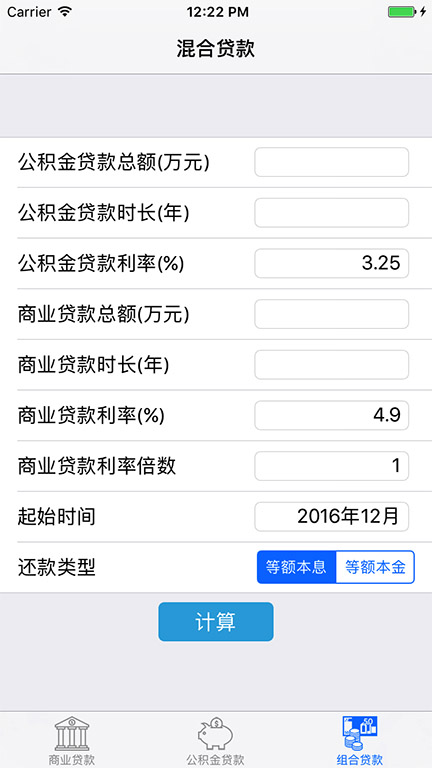 Carrier 12:22 PM
混合贷款
公积金贷款总额(万元)
公积金贷款时长(年)
公积金贷款利率(%) 3.25
商业贷款总额(万元)
商业贷款时长(年)
商业贷款利率(%) 4.9
商业贷款利率倍数 1
起始时间 2016年12月
还款类型 等额本息 等额本金
计算
商业贷款 公积金贷款 组合贷款